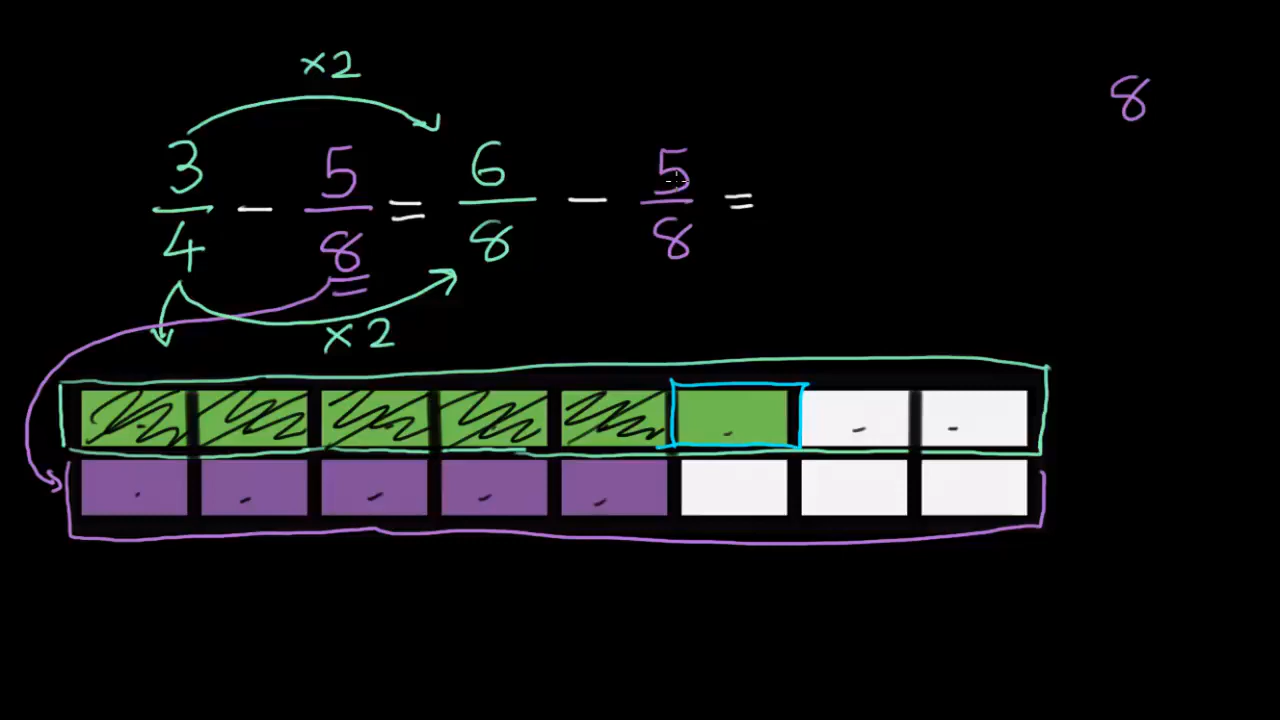 ×2
8
3/4 - 5/8 = 6/8 - 5/8 =
×2